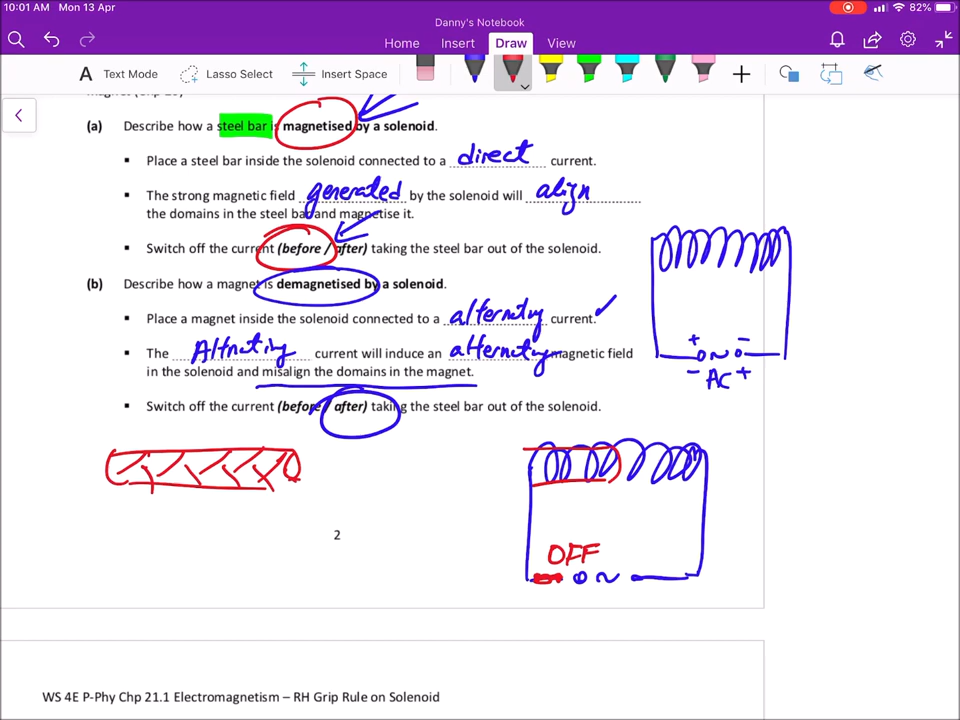 10:01 AM Mon 13 Apr
82%
Danny's Notebook
Home Insert Draw View
A Text Mode Lasso Select Insert Space
(a) Describe how a steel bar is magnetised by a solenoid.
▪ Place a steel bar inside the solenoid connected to a direct current.
▪ The strong magnetic field generated by the solenoid will align
the domains in the steel bar and magnetise it.
▪ Switch off the current (before / after) taking the steel bar out of the solenoid.
(b) Describe how a magnet is demagnetised by a solenoid.
▪ Place a magnet inside the solenoid connected to a alternating current.
▪ The Altnating current will induce an alternating magnetic field
in the solenoid and misalign the domains in the magnet.
▪ Switch off the current (before / after) taking the steel bar out of the solenoid.
+ −
− AC +
OFF
2
WS 4E P-Phy Chp 21.1 Electromagnetism – RH Grip Rule on Solenoid